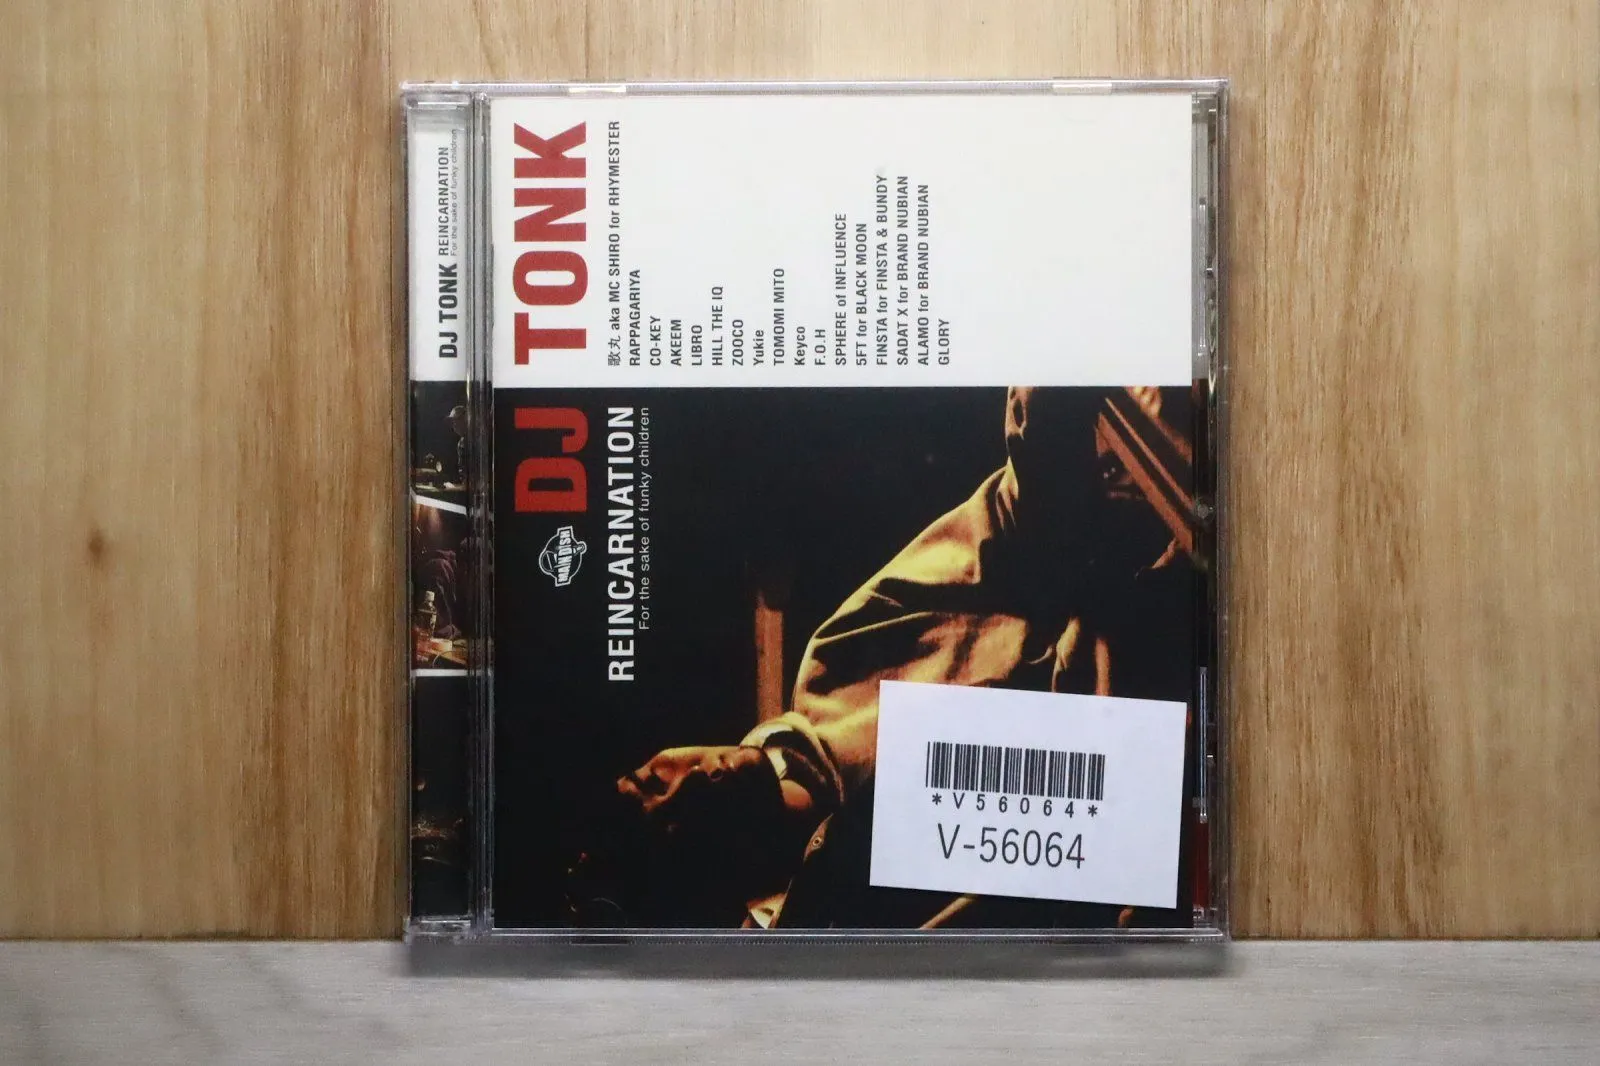 DJ TONK REINCARNATION
For the sake of funky children
DJ TONK
MAIN DISH
REINCARNATION
For the sake of funky children
歌丸 aka MC SHIRO for RHYMESTER
RAPPAGARIYA
CO-KEY
AKEEM
LIBRO
HILL THE IQ
ZOOCO
Yukie
TOMOMI MITO
Keyco
F.O.H
SPHERE of INFLUENCE
5FT for BLACK MOON
FINSTA for FINSTA & BUNDY
SADAT X for BRAND NUBIAN
ALAMO for BRAND NUBIAN
GLORY
*V56064*
V-56064